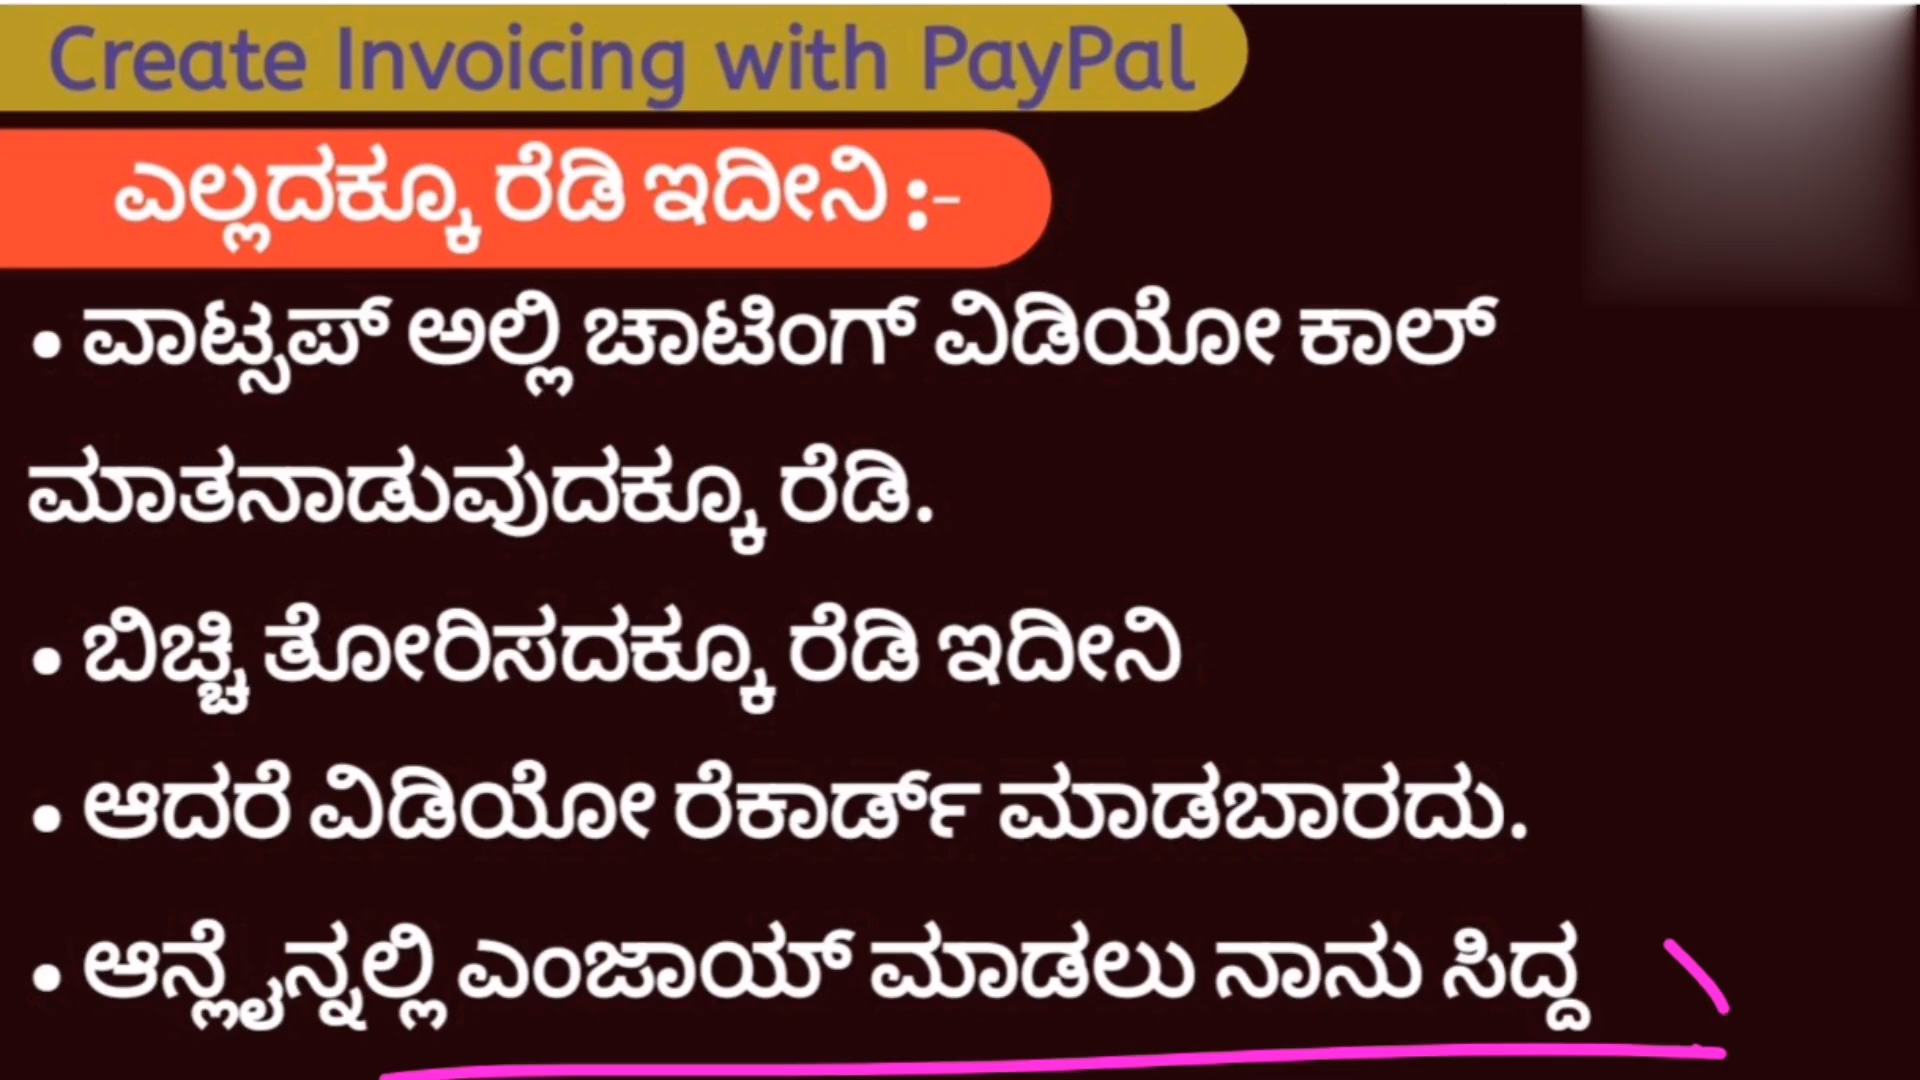 Create Invoicing with PayPal
ಎಲ್ಲದಕ್ಕೂ ರೆಡಿ ಇದೀನಿ :-
• ವಾಟ್ಸಪ್ ಅಲ್ಲಿ ಚಾಟಿಂಗ್ ವಿಡಿಯೋ ಕಾಲ್
ಮಾತನಾಡುವುದಕ್ಕೂ ರೆಡಿ.
• ಬಿಚ್ಚಿ ತೋರಿಸದಕ್ಕೂ ರೆಡಿ ಇದೀನಿ
• ಆದರೆ ವಿಡಿಯೋ ರೆಕಾರ್ಡ್ ಮಾಡಬಾರದು.
• ಆನ್ಲೈನ್ನಲ್ಲಿ ಎಂಜಾಯ್ ಮಾಡಲು ನಾನು ಸಿದ್ದ